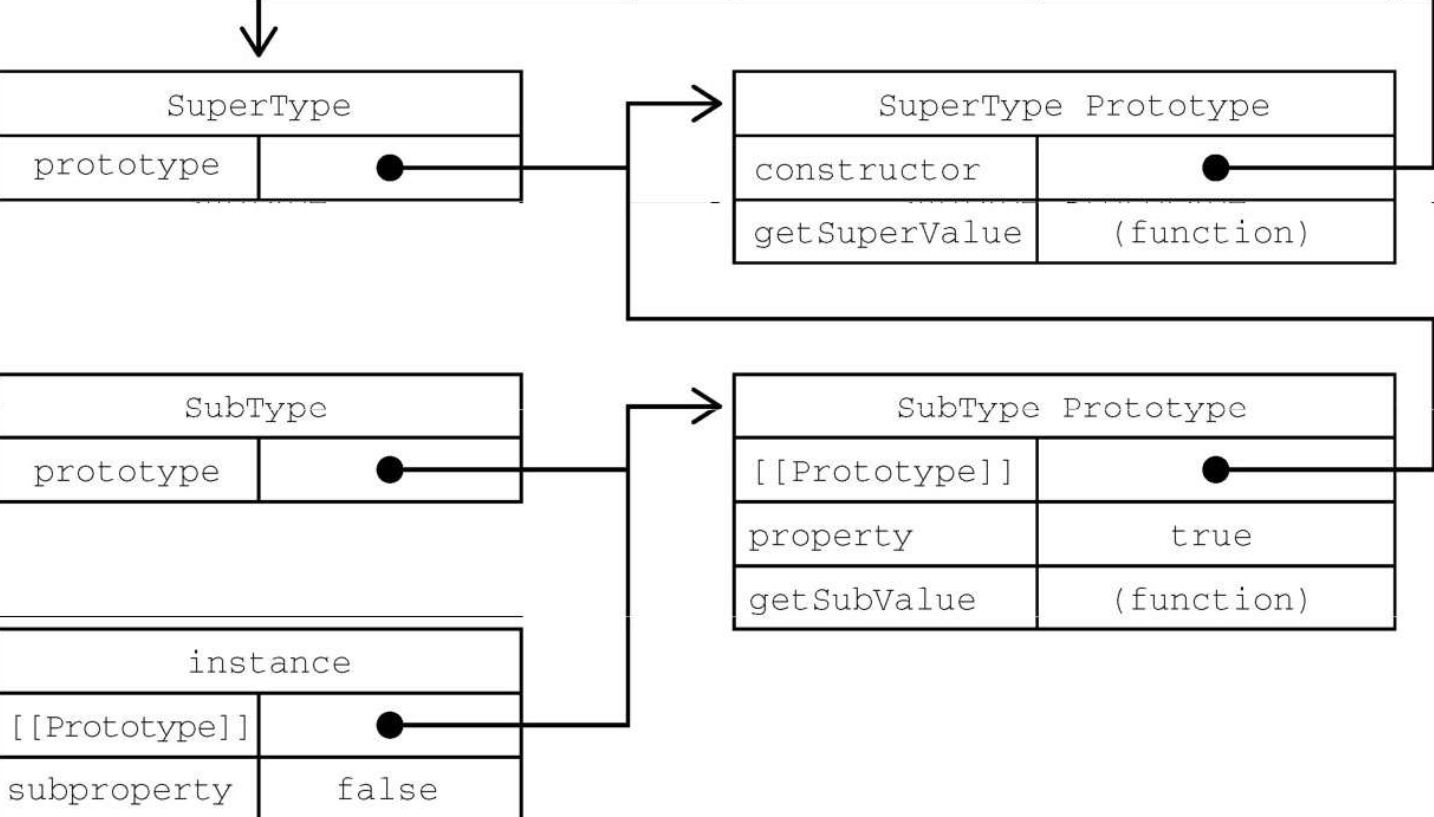 SuperType
prototype
SuperType Prototype
constructor
getSuperValue (function)
SubType
prototype
SubType Prototype
[[Prototype]]
property true
getSubValue (function)
instance
[[Prototype]]
subproperty false